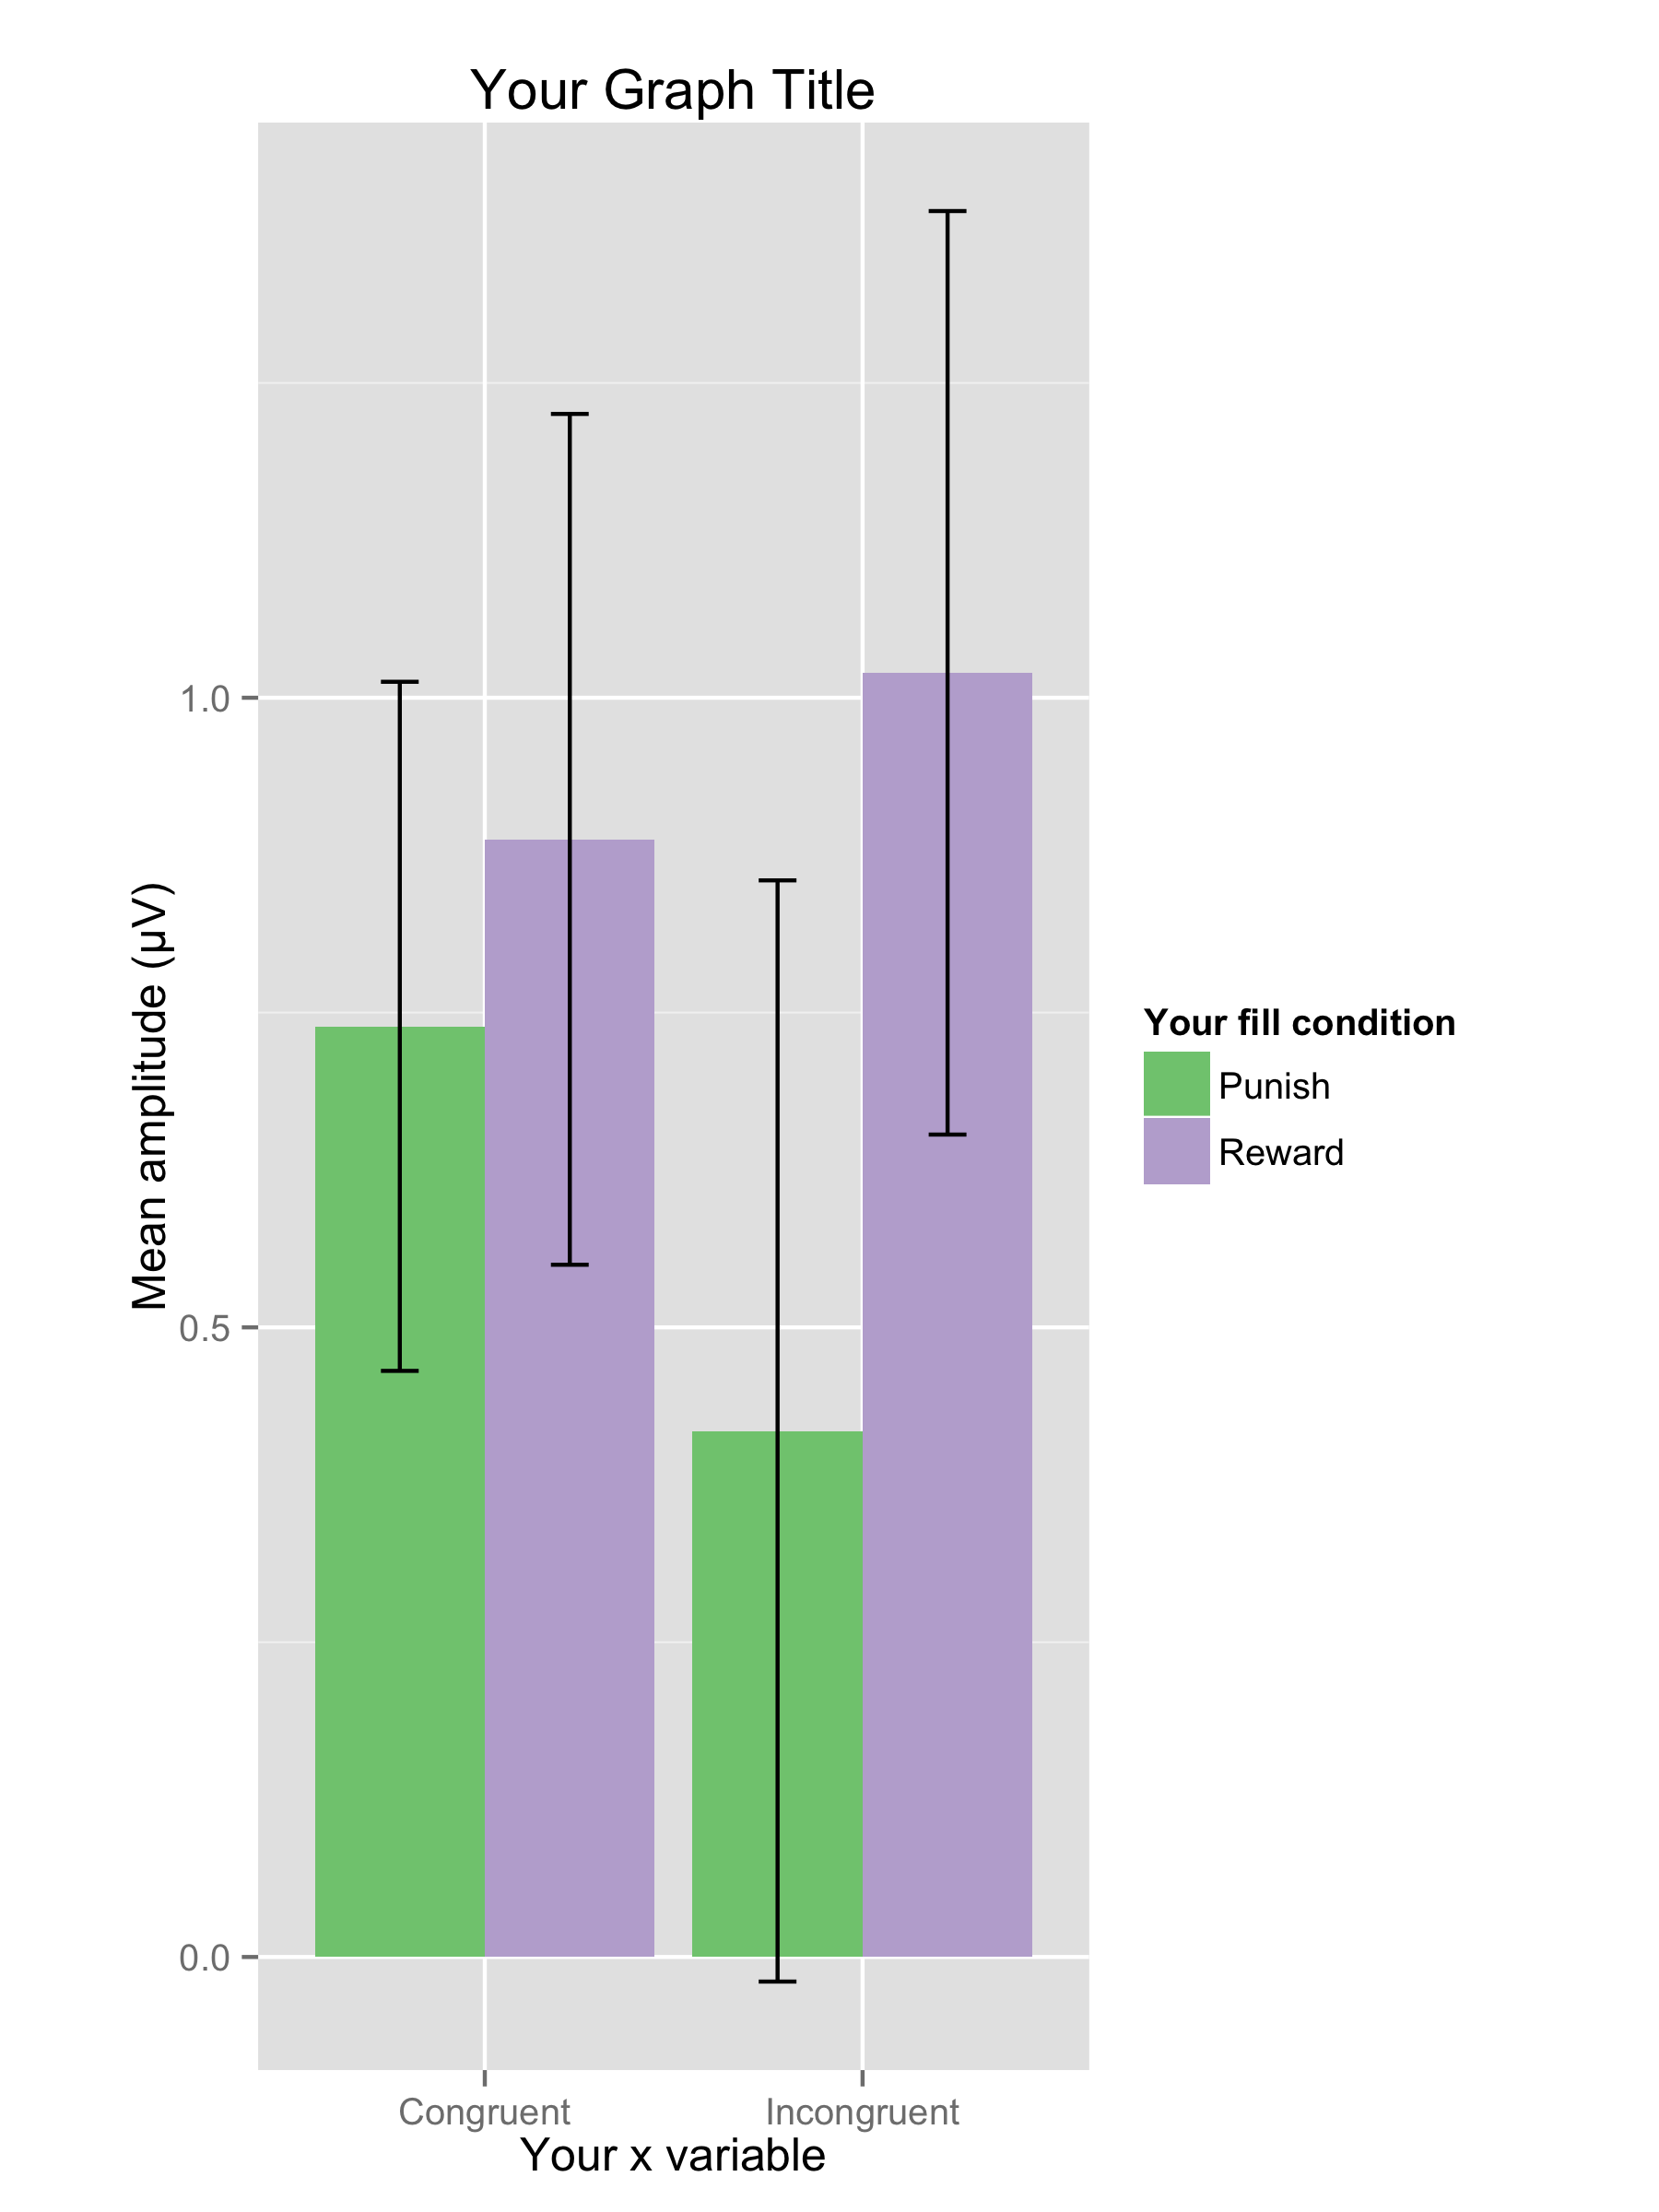 Your Graph Title
Mean amplitude (µV)
1.0
0.5
0.0
Congruent
Incongruent
Your x variable
Your fill condition
Punish
Reward